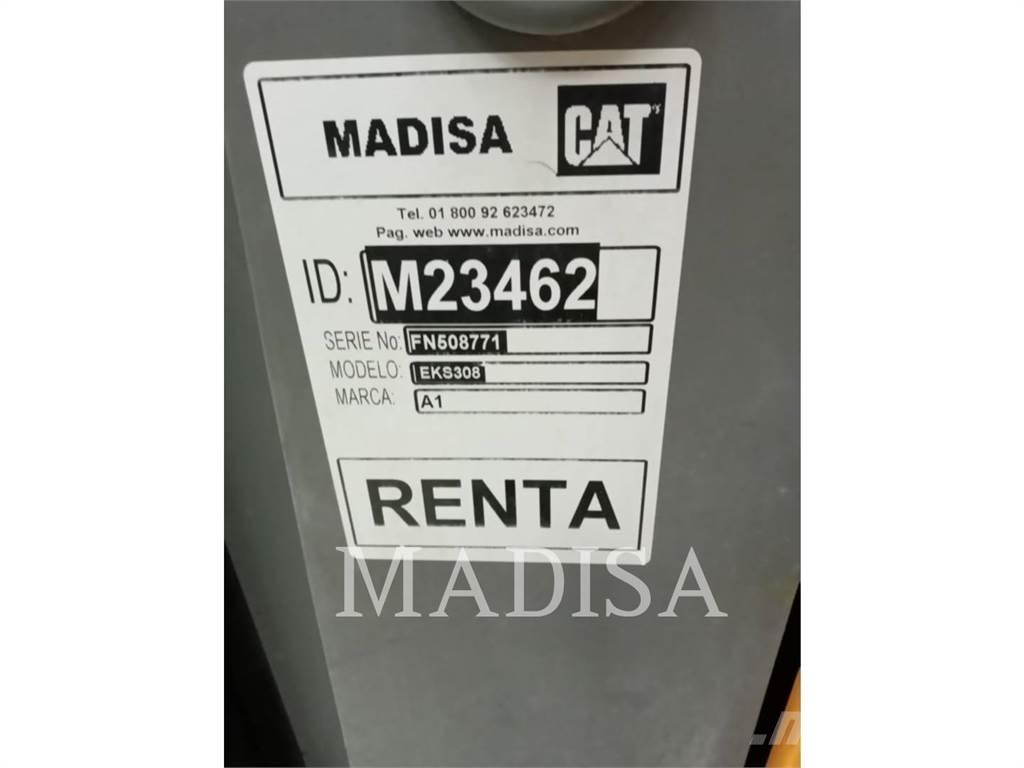 MADISA CAT
Tel. 01 800 92 623472
Pag. web www.madisa.com
ID: M23462
SERIE No: FN508771
MODELO: EKS308
MARCA: A1
RENTA
MADISA